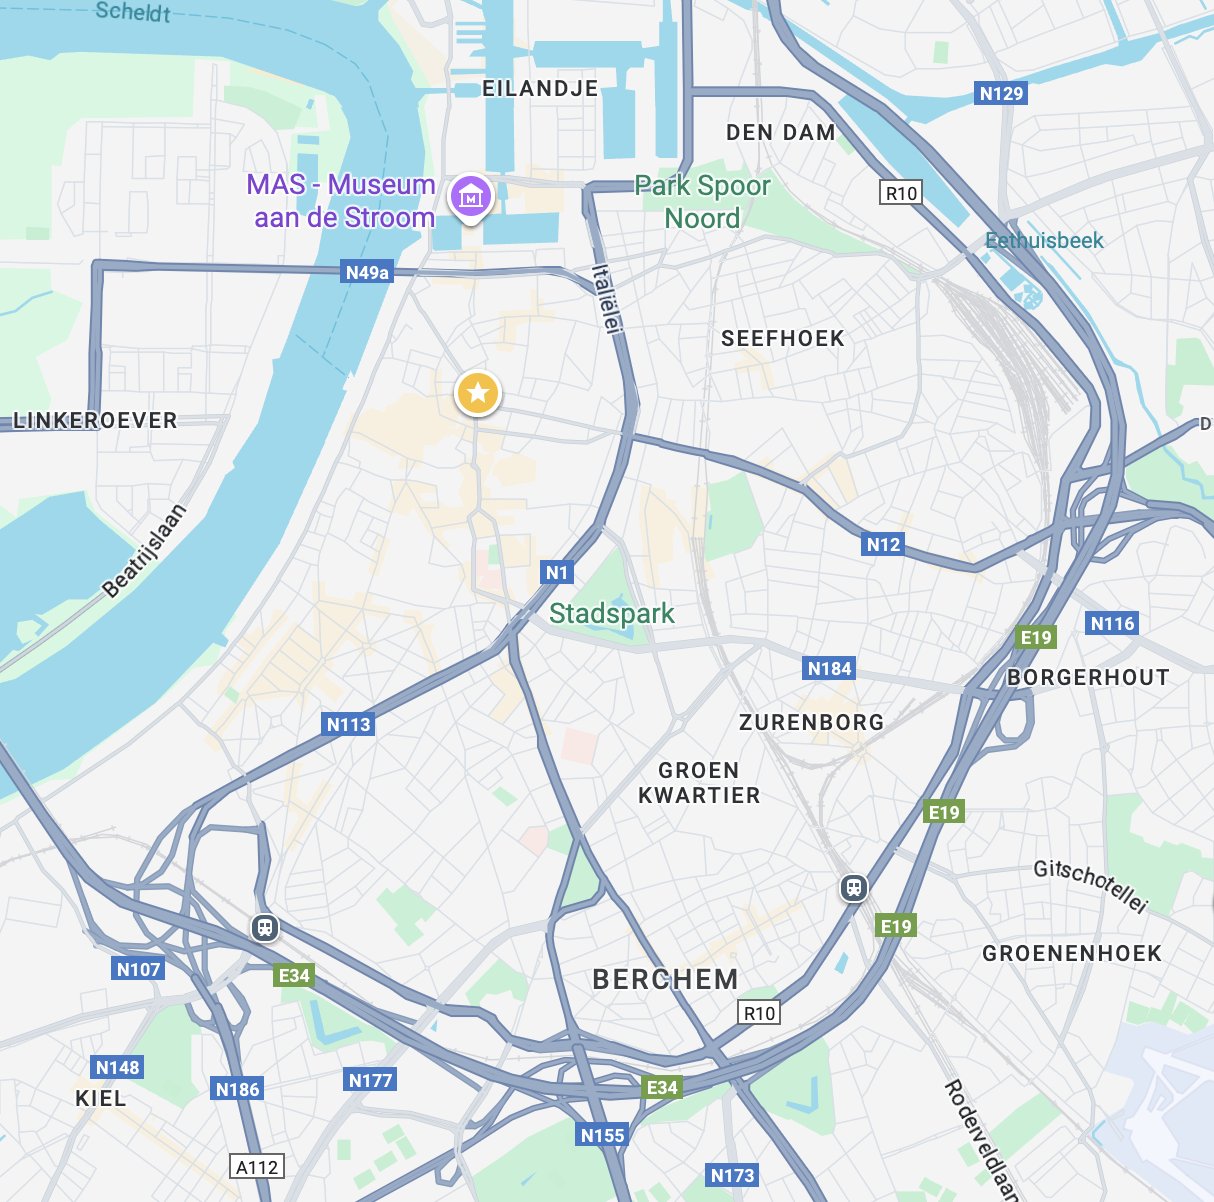 Scheldt
EILANDJE
N129
DEN DAM
MAS - Museum
aan de Stroom
Park Spoor
Noord
R10
Eethuisbeek
N49a
Italiëlei
SEEFHOEK
LINKEROEVER
D
Beatrijslaan
N12
N1
Stadspark
N116
E19
N184
BORGERHOUT
N113
ZURENBORG
GROEN
KWARTIER
E19
Gitschotellei
E19
GROENENHOEK
N107
E34
BERCHEM
R10
N148
N186
N177
E34
KIEL
Roderveldlaan
N155
A112
N173